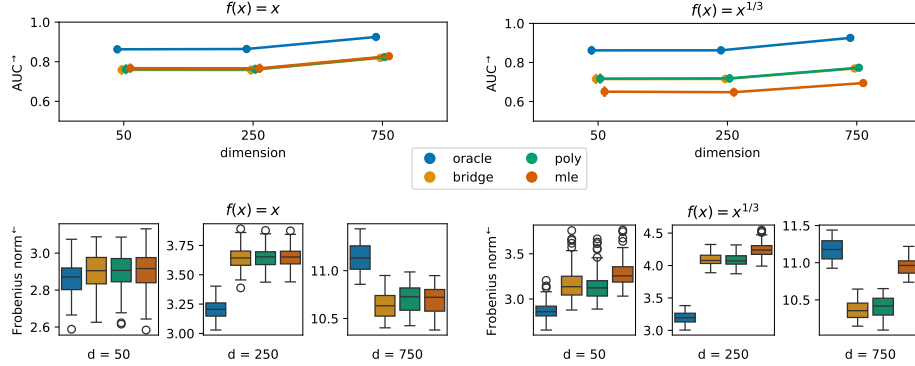 f(x) = x
f(x) = x^{1/3}
1.0
0.8
0.6
AUC→
50
250
750
dimension
1.0
0.8
0.6
AUC→
50
250
750
dimension
oracle
bridge
poly
mle
f(x) = x
f(x) = x^{1/3}
Frobenius norm←
3.0
2.8
2.6
d = 50
3.75
3.50
3.25
3.00
d = 250
11.0
10.5
d = 750
Frobenius norm←
3.5
3.0
d = 50
4.5
4.0
3.5
3.0
d = 250
11.5
11.0
10.5
d = 750